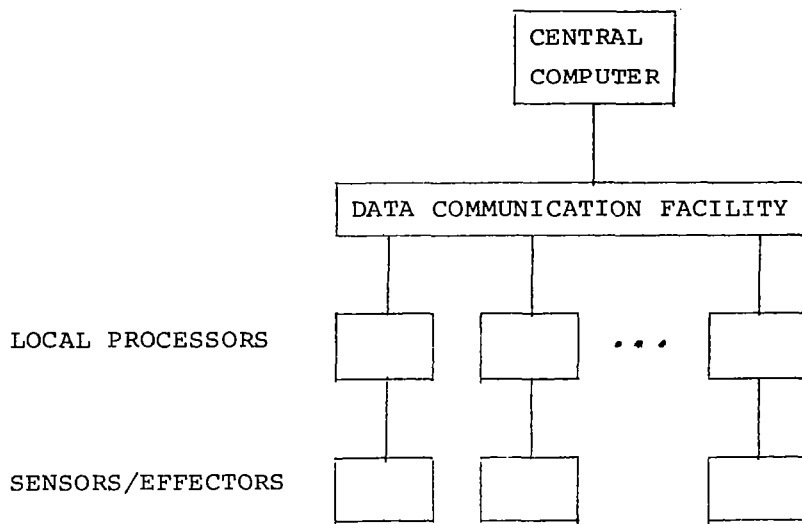 CENTRAL
COMPUTER
DATA COMMUNICATION FACILITY
LOCAL PROCESSORS
...
SENSORS/EFFECTORS